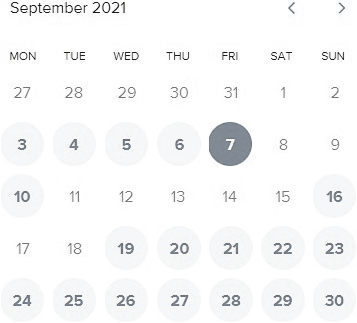 September 2021
MON TUE WED THU FRI SAT SUN
27 28 29 30 31 1 2
3 4 5 6 7 8 9
10 11 12 13 14 15 16
17 18 19 20 21 22 23
24 25 26 27 28 29 30